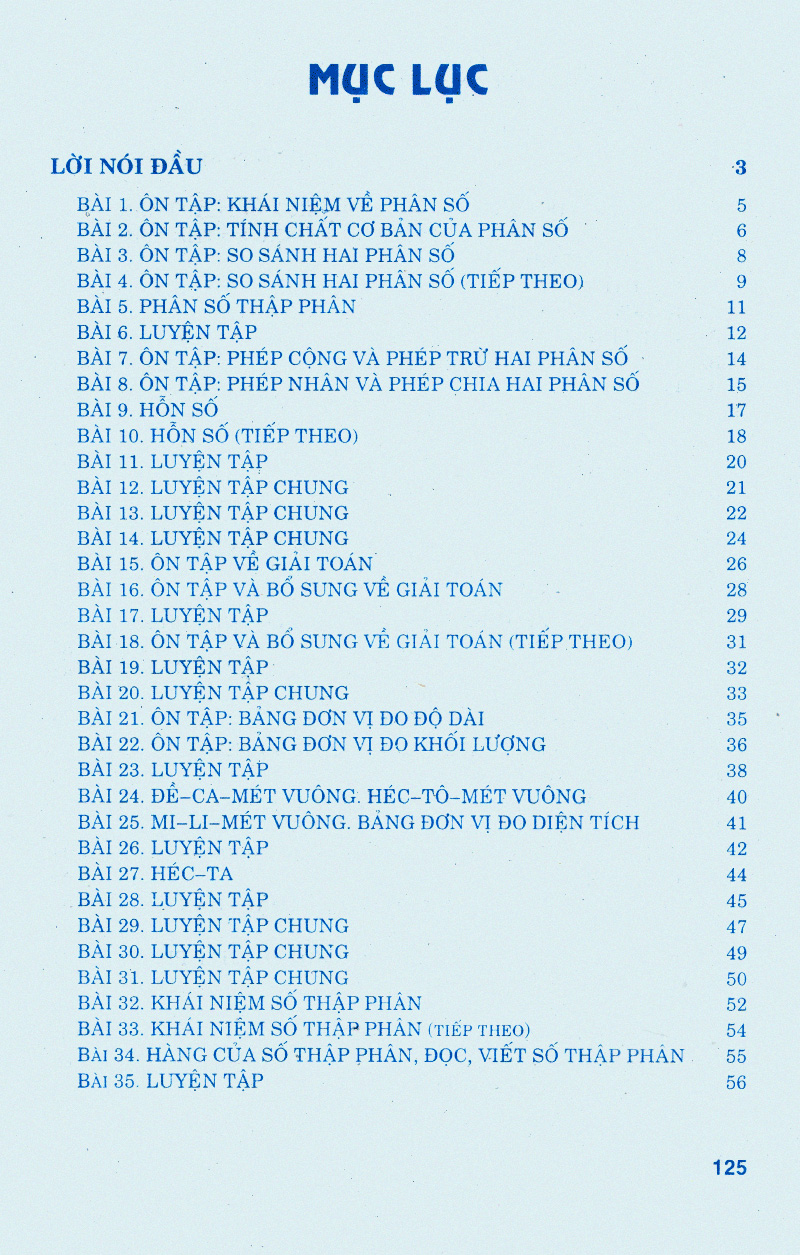 MỤC LỤC
LỜI NÓI ĐẦU 3
BÀI 1. ÔN TẬP: KHÁI NIỆM VỀ PHÂN SỐ 5
BÀI 2. ÔN TẬP: TÍNH CHẤT CƠ BẢN CỦA PHÂN SỐ 6
BÀI 3. ÔN TẬP: SO SÁNH HAI PHÂN SỐ 8
BÀI 4. ÔN TẬP: SO SÁNH HAI PHÂN SỐ (TIẾP THEO) 9
BÀI 5. PHÂN SỐ THẬP PHÂN 11
BÀI 6. LUYỆN TẬP 12
BÀI 7. ÔN TẬP: PHÉP CỘNG VÀ PHÉP TRỪ HAI PHÂN SỐ 14
BÀI 8. ÔN TẬP: PHÉP NHÂN VÀ PHÉP CHIA HAI PHÂN SỐ 15
BÀI 9. HỖN SỐ 17
BÀI 10. HỖN SỐ (TIẾP THEO) 18
BÀI 11. LUYỆN TẬP 20
BÀI 12. LUYỆN TẬP CHUNG 21
BÀI 13. LUYỆN TẬP CHUNG 22
BÀI 14. LUYỆN TẬP CHUNG 24
BÀI 15. ÔN TẬP VỀ GIẢI TOÁN 26
BÀI 16. ÔN TẬP VÀ BỔ SUNG VỀ GIẢI TOÁN 28
BÀI 17. LUYỆN TẬP 29
BÀI 18. ÔN TẬP VÀ BỔ SUNG VỀ GIẢI TOÁN (TIẾP THEO) 31
BÀI 19. LUYỆN TẬP 32
BÀI 20. LUYỆN TẬP CHUNG 33
BÀI 21. ÔN TẬP: BẢNG ĐƠN VỊ ĐO ĐỘ DÀI 35
BÀI 22. ÔN TẬP: BẢNG ĐƠN VỊ ĐO KHỐI LƯỢNG 36
BÀI 23. LUYỆN TẬP 38
BÀI 24. ĐỀ–CA–MÉT VUÔNG. HÉC–TÔ–MÉT VUÔNG 40
BÀI 25. MI–LI–MÉT VUÔNG. BẢNG ĐƠN VỊ ĐO DIỆN TÍCH 41
BÀI 26. LUYỆN TẬP 42
BÀI 27. HÉC–TA 44
BÀI 28. LUYỆN TẬP 45
BÀI 29. LUYỆN TẬP CHUNG 47
BÀI 30. LUYỆN TẬP CHUNG 49
BÀI 31. LUYỆN TẬP CHUNG 50
BÀI 32. KHÁI NIỆM SỐ THẬP PHÂN 52
BÀI 33. KHÁI NIỆM SỐ THẬP PHÂN (TIẾP THEO) 54
BÀI 34. HÀNG CỦA SỐ THẬP PHÂN, ĐỌC, VIẾT SỐ THẬP PHÂN 55
BÀI 35. LUYỆN TẬP 56
125